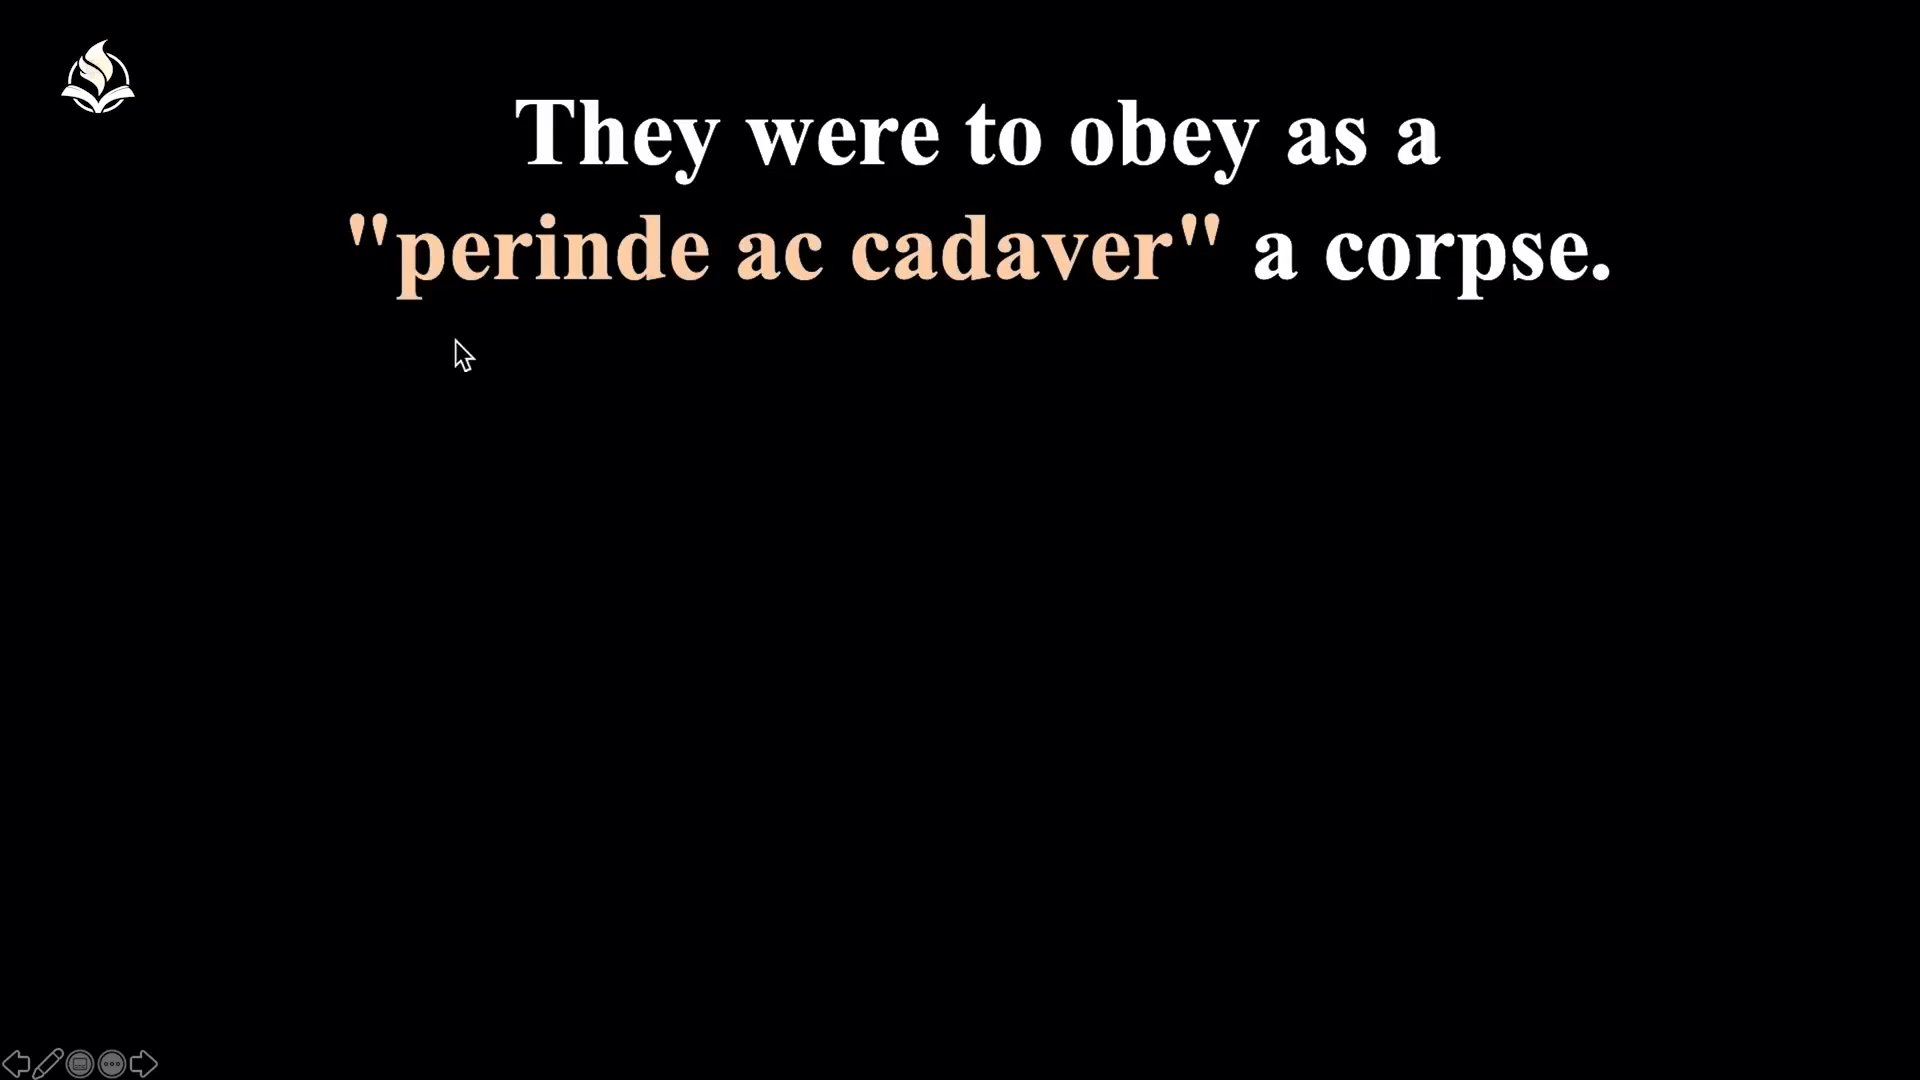 They were to obey as a
"perinde ac cadaver" a corpse.